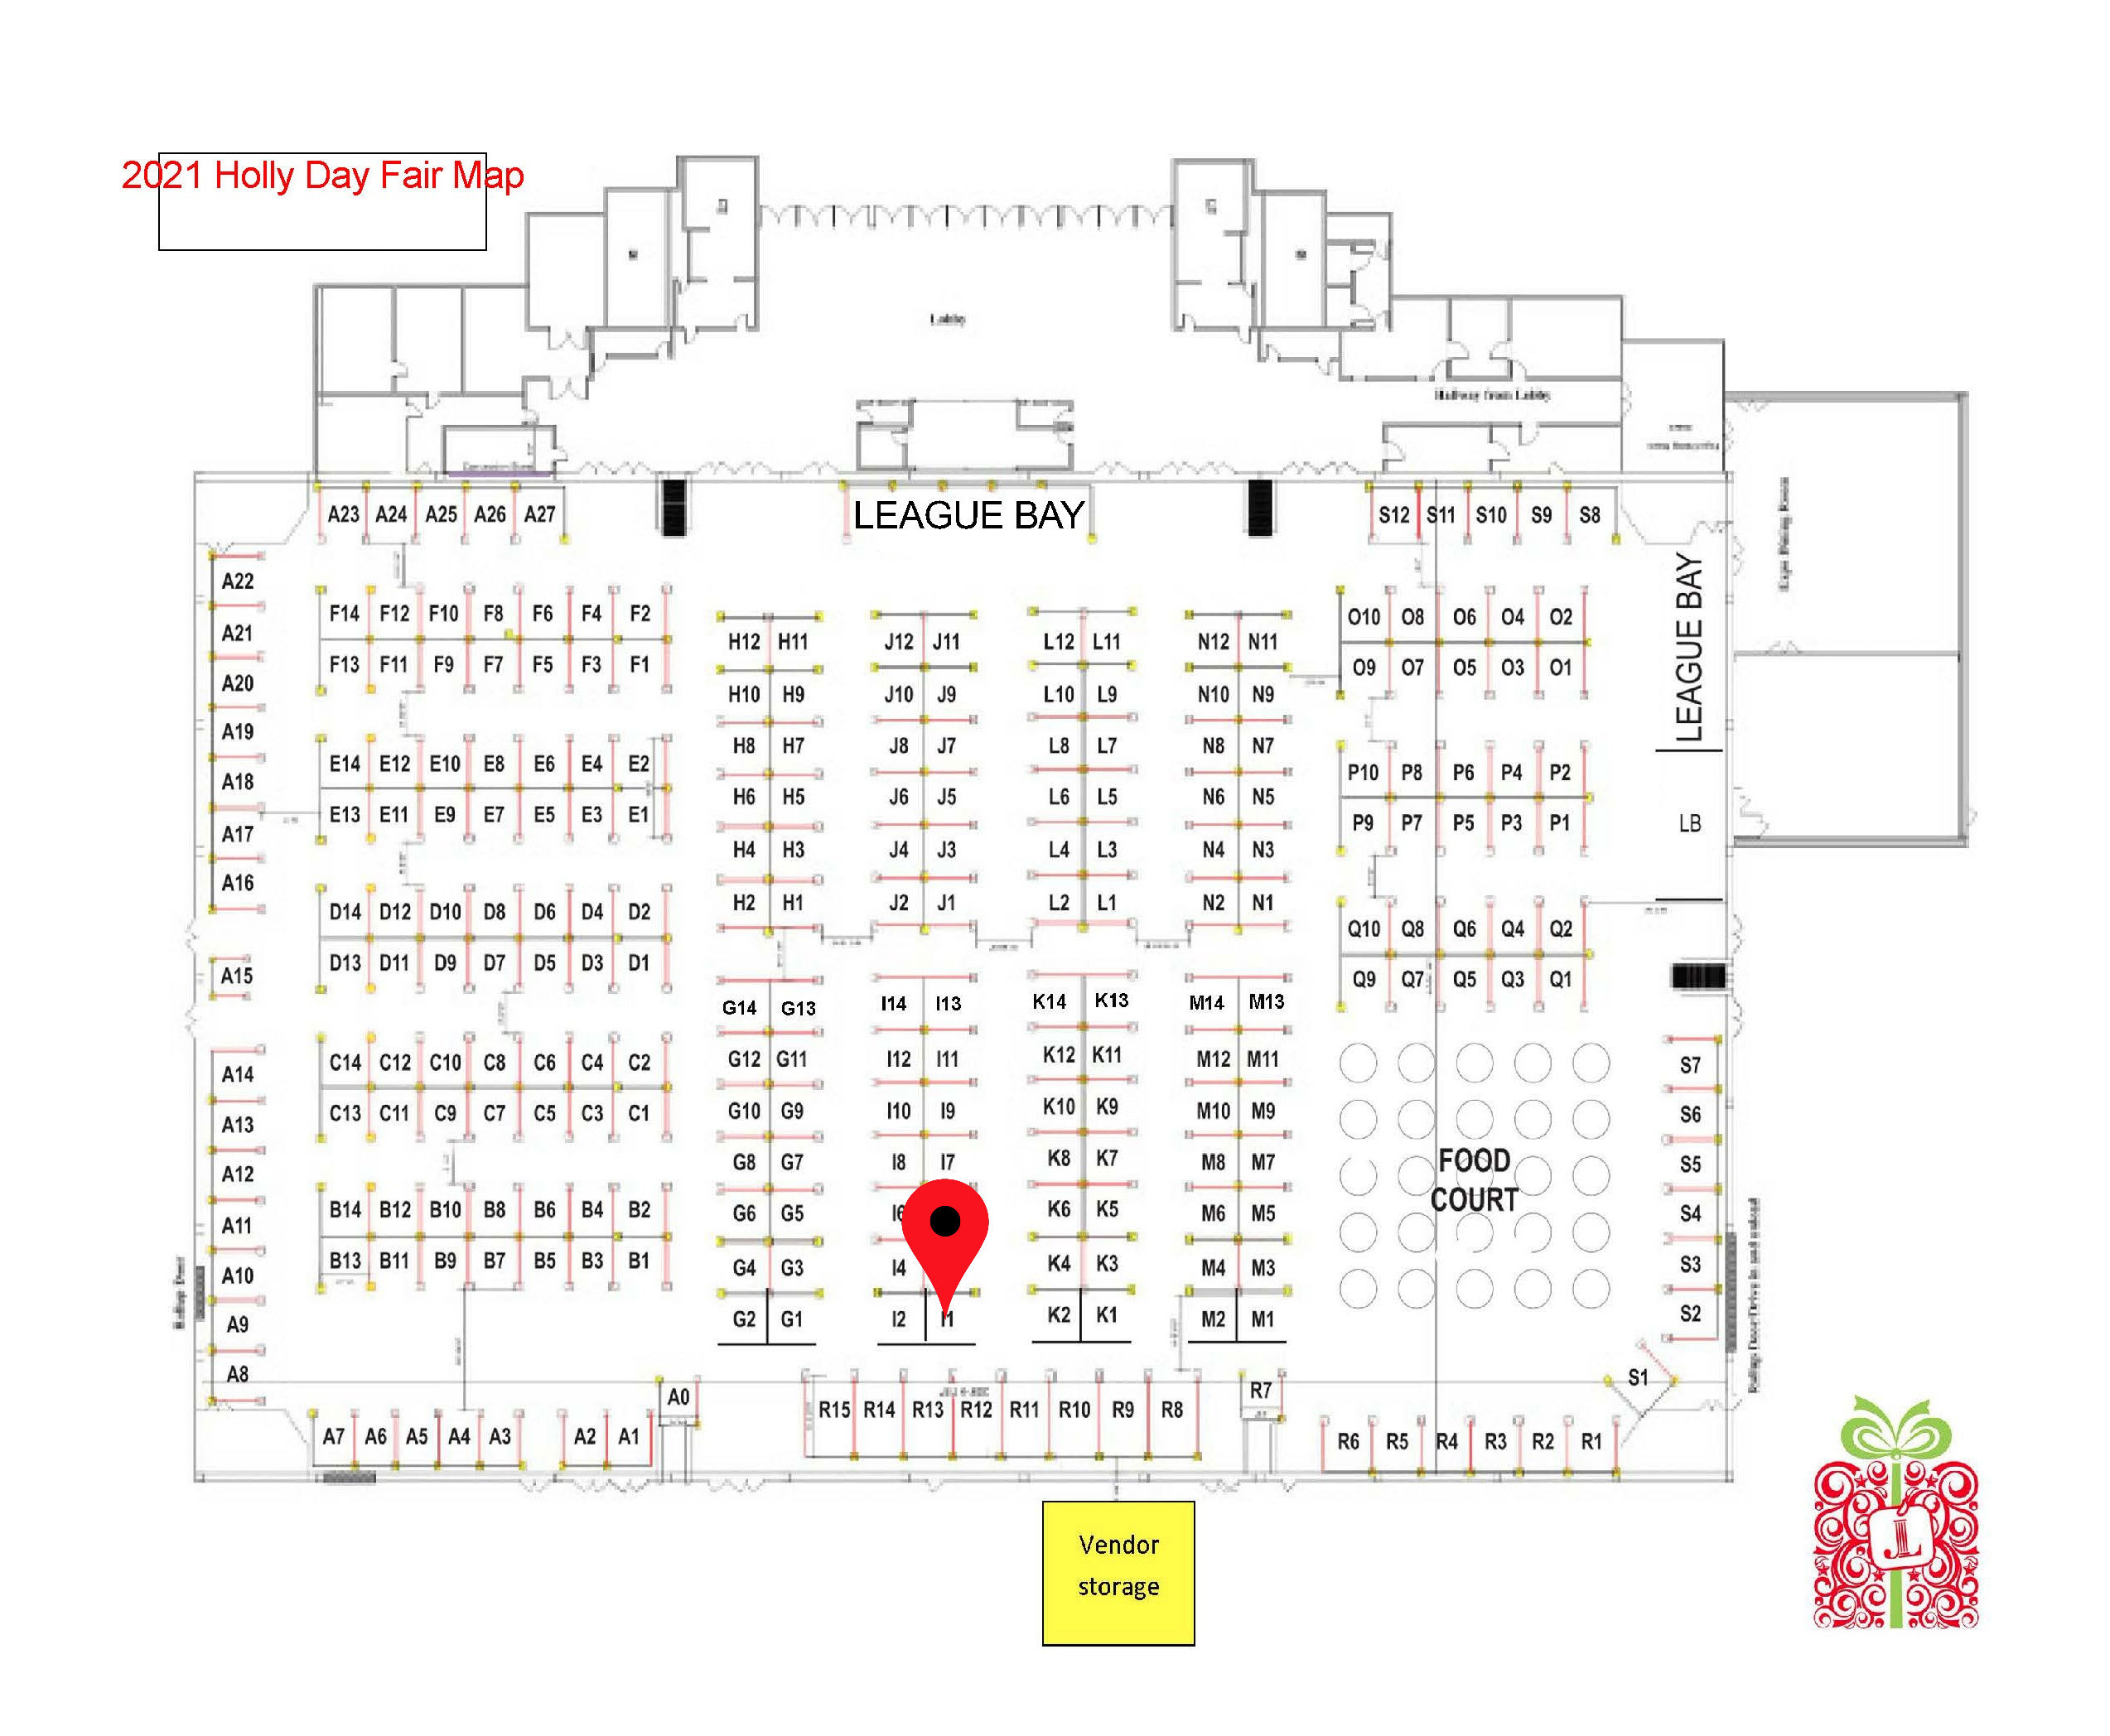 2021 Holly Day Fair Map
Lobby
Hallway from Lobby
LEAGUE BAY
A23 A24 A25 A26 A27
S12 S11 S10 S9 S8
A22
A21
A20
A19
A18
A17
A16
A15
A14
A13
A12
A11
A10
A9
A8
F14 F12 F10 F8 F6 F4 F2
F13 F11 F9 F7 F5 F3 F1
E14 E12 E10 E8 E6 E4 E2
E13 E11 E9 E7 E5 E3 E1
D14 D12 D10 D8 D6 D4 D2
D13 D11 D9 D7 D5 D3 D1
C14 C12 C10 C8 C6 C4 C2
C13 C11 C9 C7 C5 C3 C1
B14 B12 B10 B8 B6 B4 B2
B13 B11 B9 B7 B5 B3 B1
H12 H11
H10 H9
H8 H7
H6 H5
H4 H3
H2 H1
G14 G13
G12 G11
G10 G9
G8 G7
G6 G5
G4 G3
G2 G1
J12 J11
J10 J9
J8 J7
J6 J5
J4 J3
J2 J1
I14 I13
I12 I11
I10 I9
I8 I7
I6
I4
I2 I1
L12 L11
L10 L9
L8 L7
L6 L5
L4 L3
L2 L1
K14 K13
K12 K11
K10 K9
K8 K7
K6 K5
K4 K3
K2 K1
N12 N11
N10 N9
N8 N7
N6 N5
N4 N3
N2 N1
M14 M13
M12 M11
M10 M9
M8 M7
M6 M5
M4 M3
M2 M1
O10 O8 O6 O4 O2
O9 O7 O5 O3 O1
P10 P8 P6 P4 P2
P9 P7 P5 P3 P1
Q10 Q8 Q6 Q4 Q2
Q9 Q7 Q5 Q3 Q1
LEAGUE BAY
LB
FOOD
COURT
S7
S6
S5
S4
S3
S2
S1
A7 A6 A5 A4 A3 A2 A1
A0
R15 R14 R13 R12 R11 R10 R9 R8
R7
R6 R5 R4 R3 R2 R1
Vendor
storage
JL